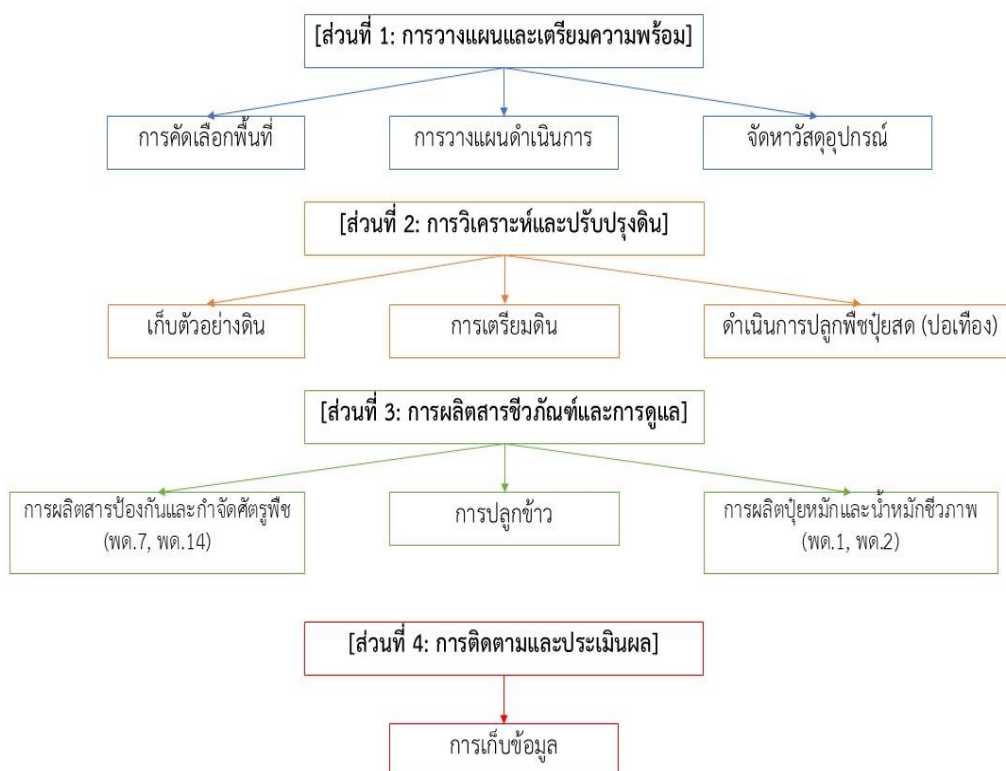 [ส่วนที่ 1: การวางแผนและเตรียมความพร้อม]
การคัดเลือกพื้นที่
การวางแผนดำเนินการ
จัดหาวัสดุอุปกรณ์
[ส่วนที่ 2: การวิเคราะห์และปรับปรุงดิน]
เก็บตัวอย่างดิน
การเตรียมดิน
ดำเนินการปลูกพืชปุ๋ยสด (ปอเทือง)
[ส่วนที่ 3: การผลิตสารชีวภัณฑ์และการดูแล]
การผลิตสารป้องกันและกำจัดศัตรูพืช
(พด.7, พด.14)
การปลูกข้าว
การผลิตปุ๋ยหมักและน้ำหมักชีวภาพ
(พด.1, พด.2)
[ส่วนที่ 4: การติดตามและประเมินผล]
การเก็บข้อมูล